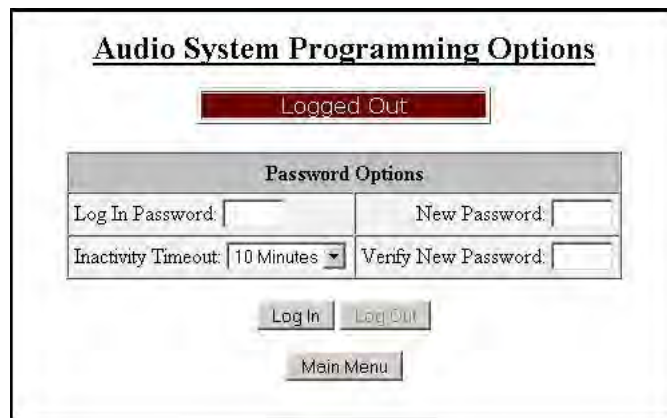 Audio System Programming Options
Logged Out
Password Options
Log In Password:
New Password:
Inactivity Timeout: 10 Minutes
Verify New Password:
Log In
Log Out
Main Menu